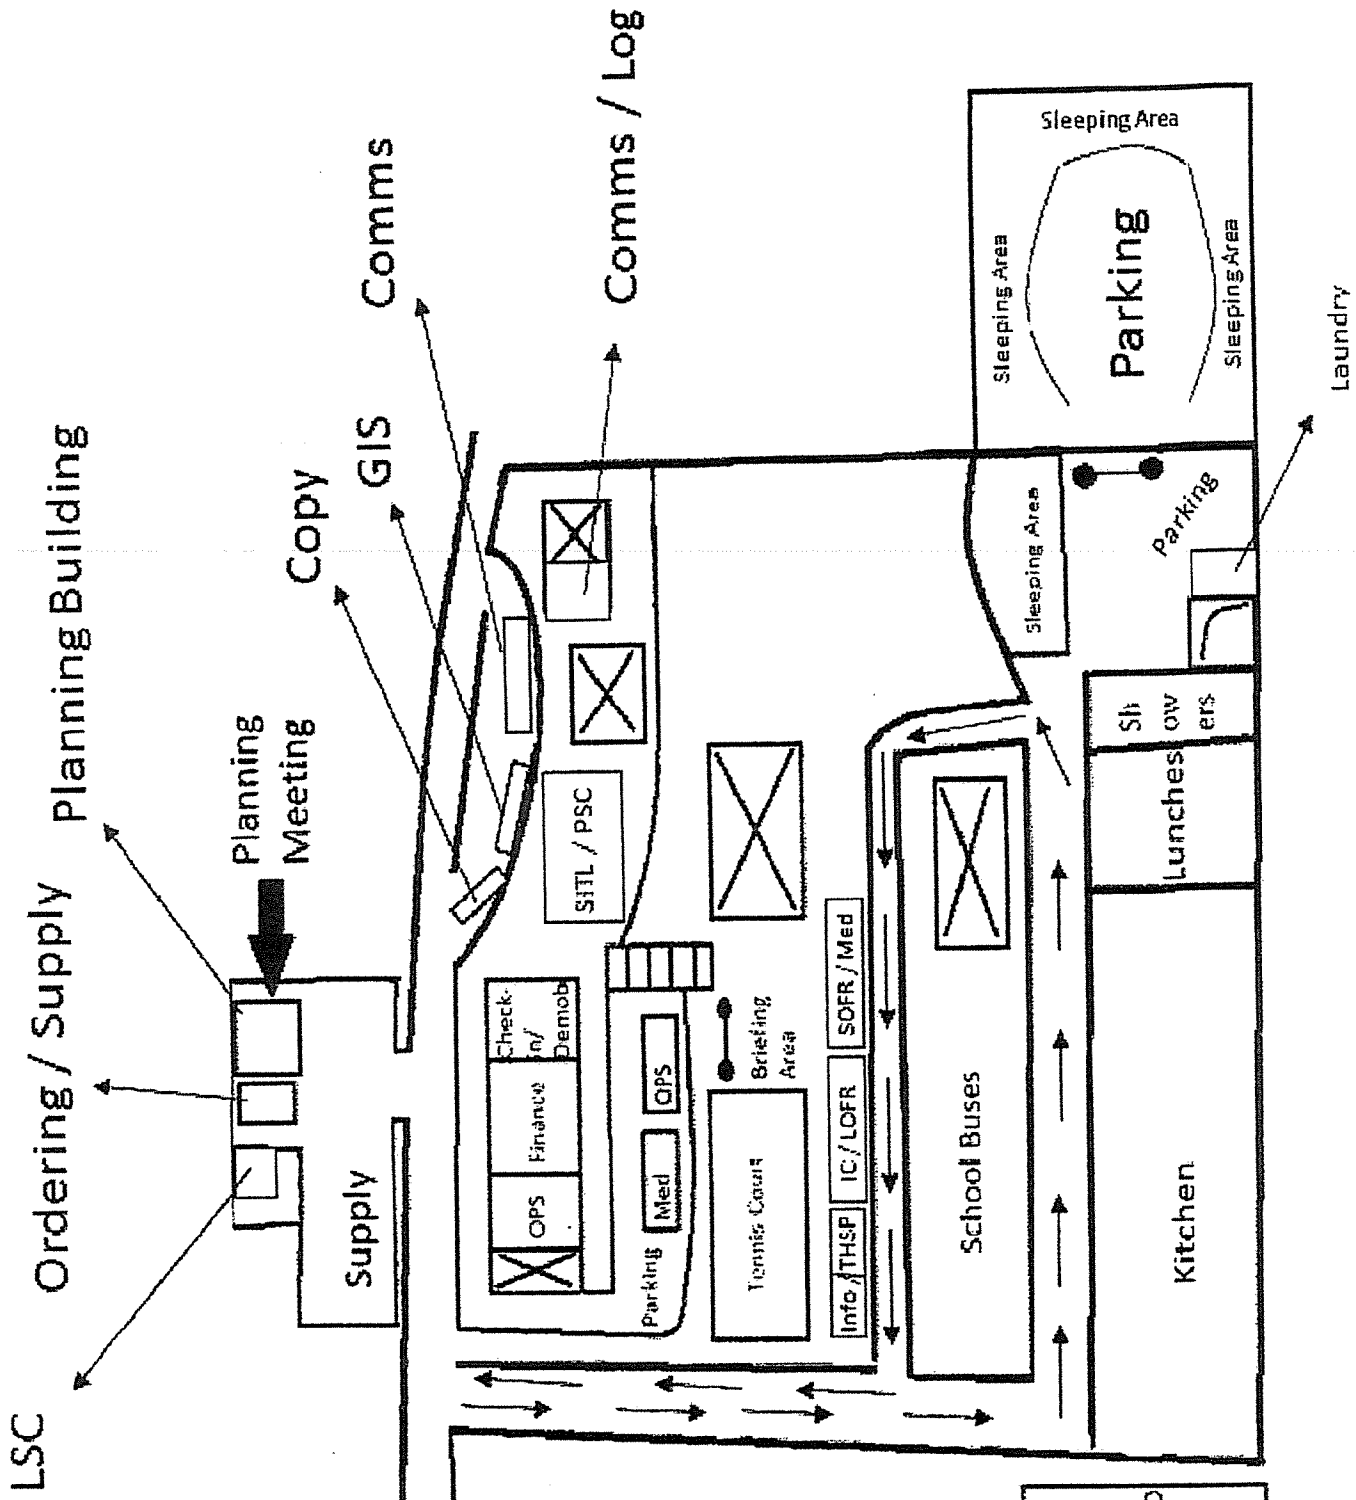 LSC
Ordering / Supply
Planning Building
Planning
Meeting
Copy
GIS
Comms
Comms / Log
Supply
OPS
Finance
Check-
in/
Demob
SITL / PSC
Parking
Med
OPS
Briefing
Area
Tennis Court
Info / THSP
IC / LOFR
SOFR / Med
School Buses
Kitchen
Lunches
Sh
ow
ers
Sleeping Area
Parking
Laundry
Sleeping Area
Parking
Sleeping Area
Sleeping Area